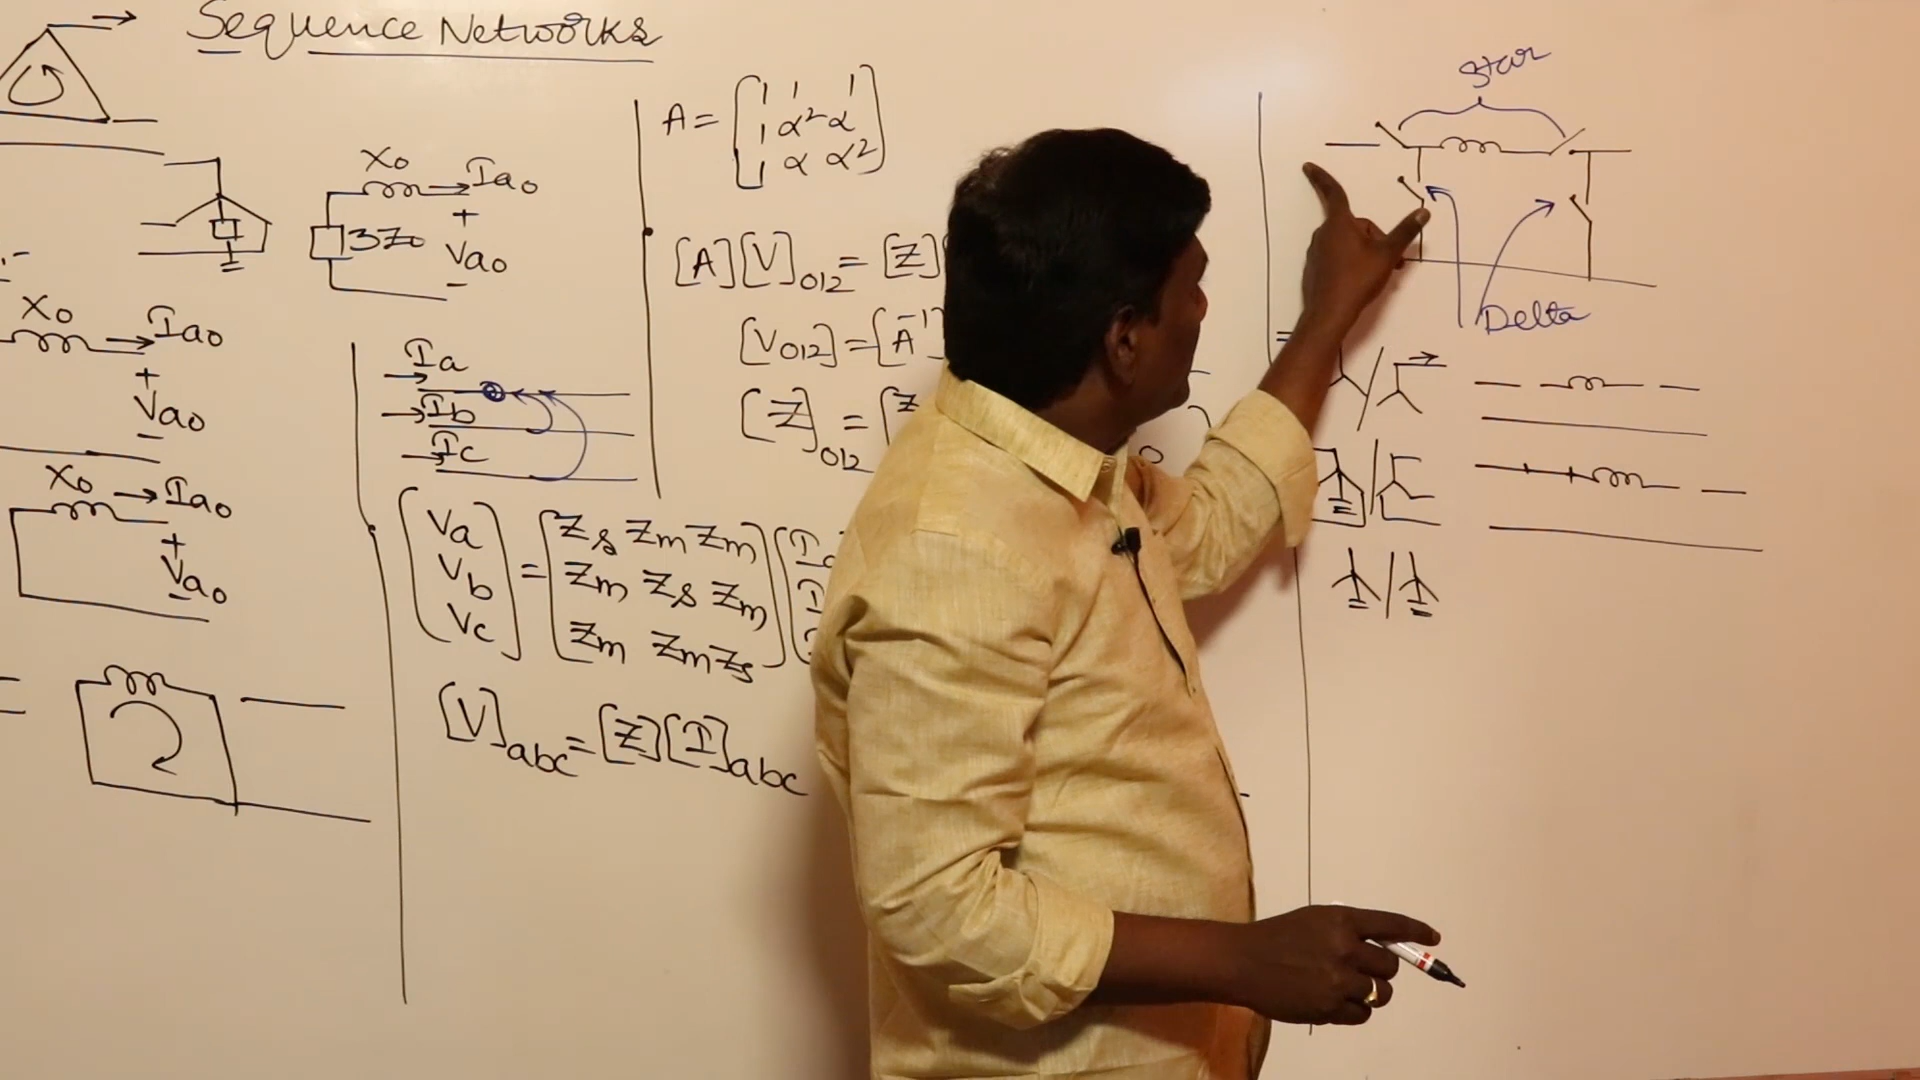 Sequence Networks
X0
Ia0
3Z0
+
Va0
-
X0
Ia0
+
Va0
-
X0
Ia0
+
Va0
-
Ia
Ib
Ic
Va
Vb
Vc
=
Zs Zm Zm
Zm Zs Zm
Zm Zm Zs
[V]abc = [Z][I]abc
A = 1 1 1
1 α² α
1 α α²
[A][V]012 = [Z]
[V012] = [A⁻¹
[Z]012 =
Star
Delta